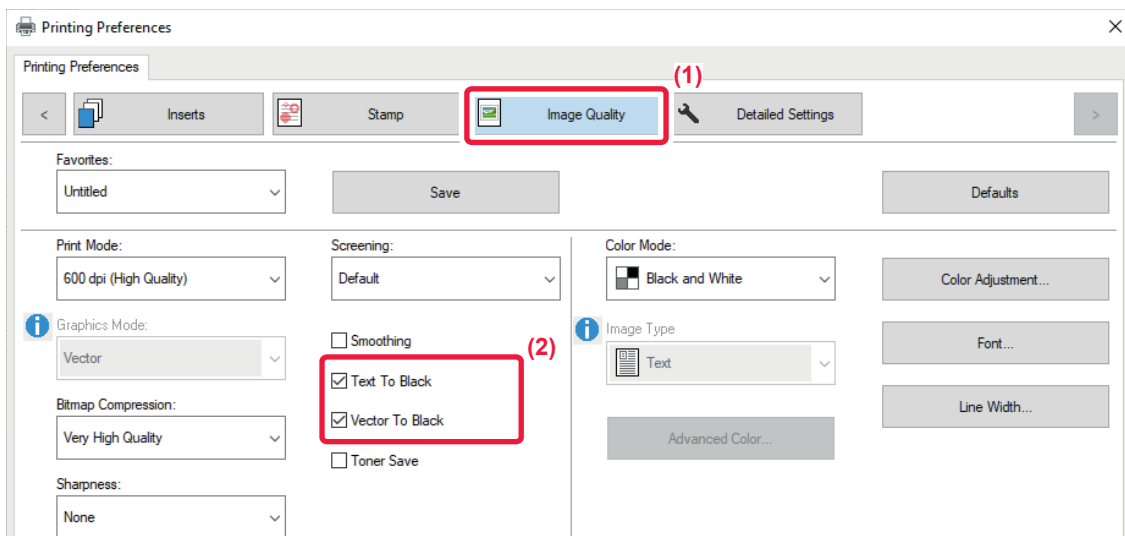 Printing Preferences
Printing Preferences
(1)
< Inserts Stamp Image Quality Detailed Settings >
Favorites:
Untitled Save Defaults
Print Mode: Screening: Color Mode:
600 dpi (High Quality) Default Black and White Color Adjustment...
Graphics Mode: Smoothing (2) Image Type
Vector Text Font...
Text To Black
Bitmap Compression: Vector To Black Line Width...
Very High Quality Advanced Color...
Toner Save
Sharpness:
None